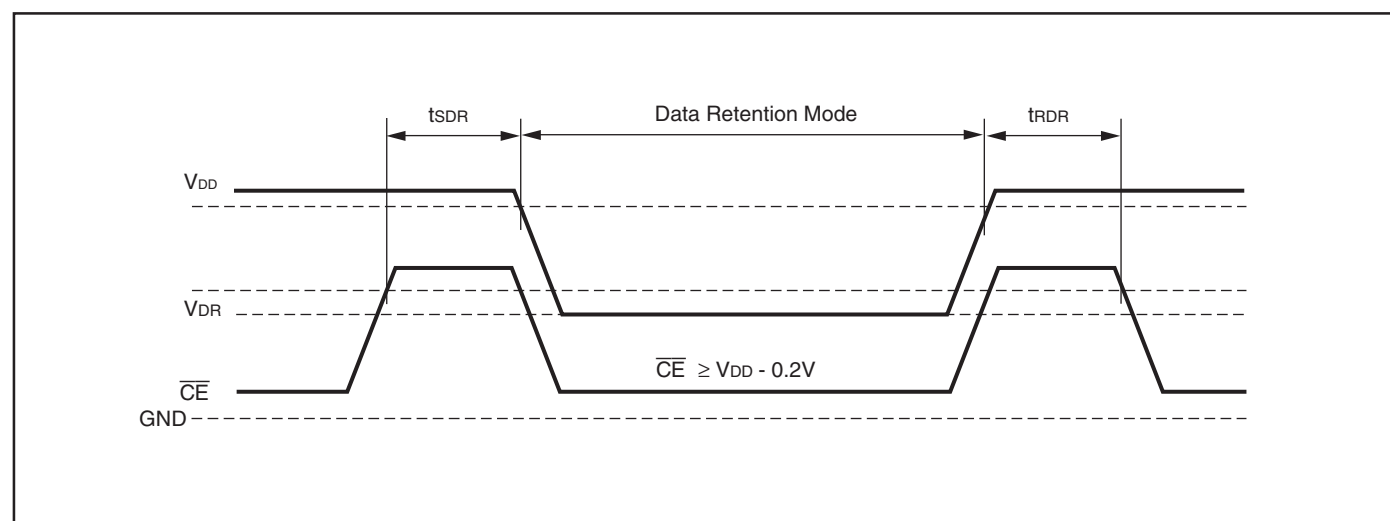 tSDR Data Retention Mode tRDR
VDD
VDR
CE ≥ VDD - 0.2V
CE
GND